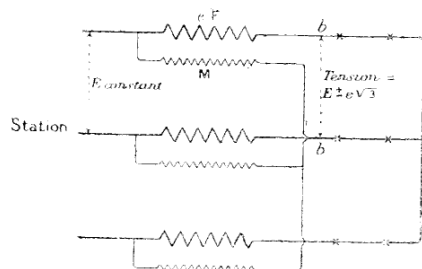 e F
b
M
E constant
Tension =
E ± e√3
Station
b